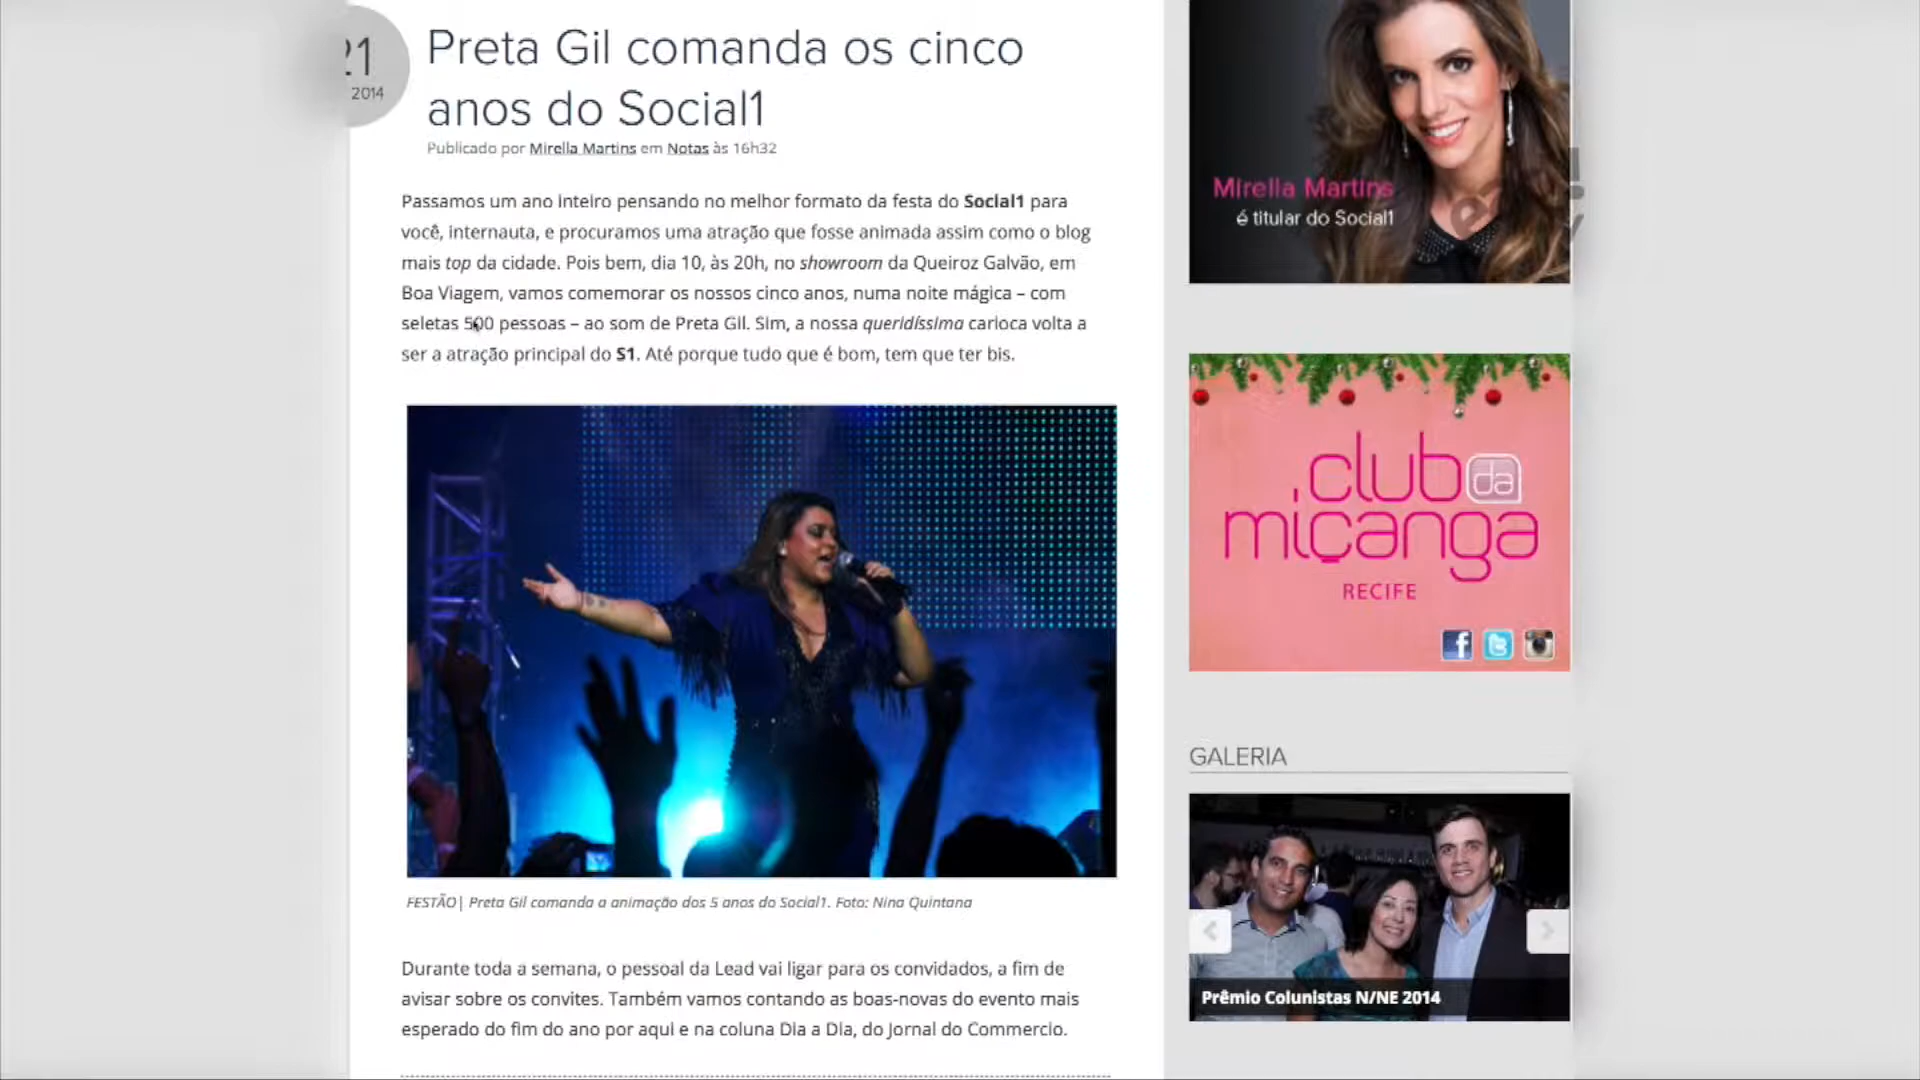 21
2014
Preta Gil comanda os cinco
anos do Social1
Publicado por Mirella Martins em Notas às 16h32
Passamos um ano inteiro pensando no melhor formato da festa do Social1 para
você, internauta, e procuramos uma atração que fosse animada assim como o blog
mais top da cidade. Pois bem, dia 10, às 20h, no showroom da Queiroz Galvão, em
Boa Viagem, vamos comemorar os nossos cinco anos, numa noite mágica – com
seletas 500 pessoas – ao som de Preta Gil. Sim, a nossa queridíssima carioca volta a
ser a atração principal do S1. Até porque tudo que é bom, tem que ter bis.
FESTÃO| Preta Gil comanda a animação dos 5 anos do Social1. Foto: Nina Quintana
Durante toda a semana, o pessoal da Lead vai ligar para os convidados, a fim de
avisar sobre os convites. Também vamos contando as boas-novas do evento mais
esperado do fim do ano por aqui e na coluna Dia a Dia, do Jornal do Commercio.
Mirella Martins
é titular do Social1
club da
miçanga
RECIFE
GALERIA
Prêmio Colunistas N/NE 2014